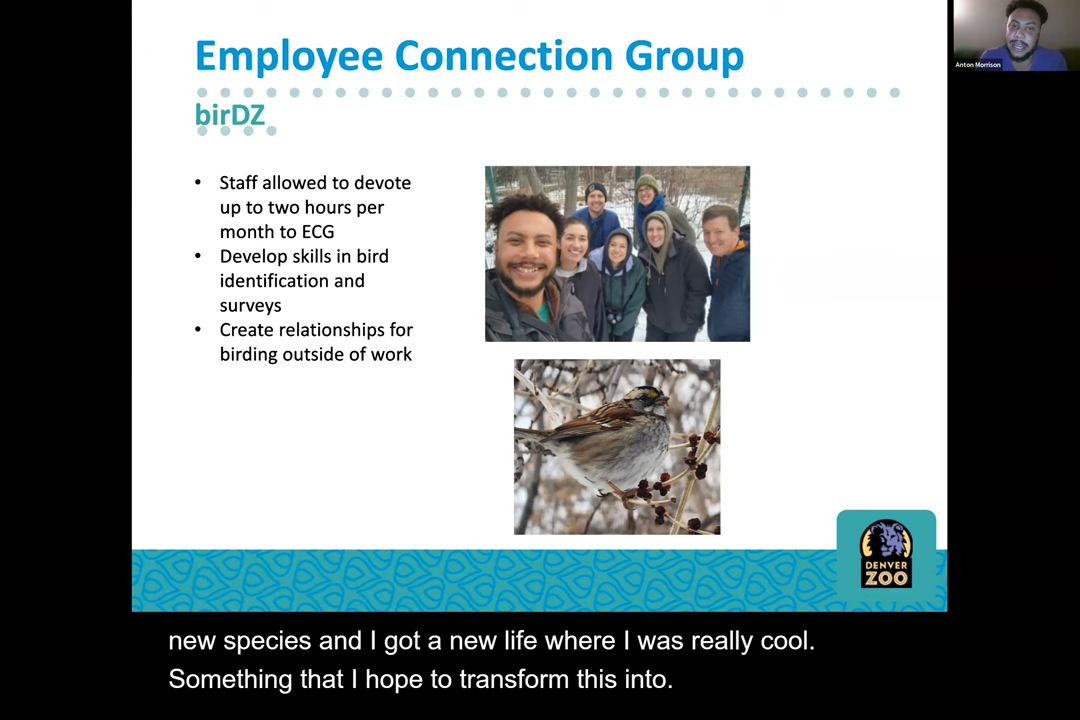 Employee Connection Group
birDZ
• Staff allowed to devote
up to two hours per
month to ECG
• Develop skills in bird
identification and
surveys
• Create relationships for
birding outside of work
DENVER
ZOO
Anton Morrison
new species and I got a new life where I was really cool.
Something that I hope to transform this into.